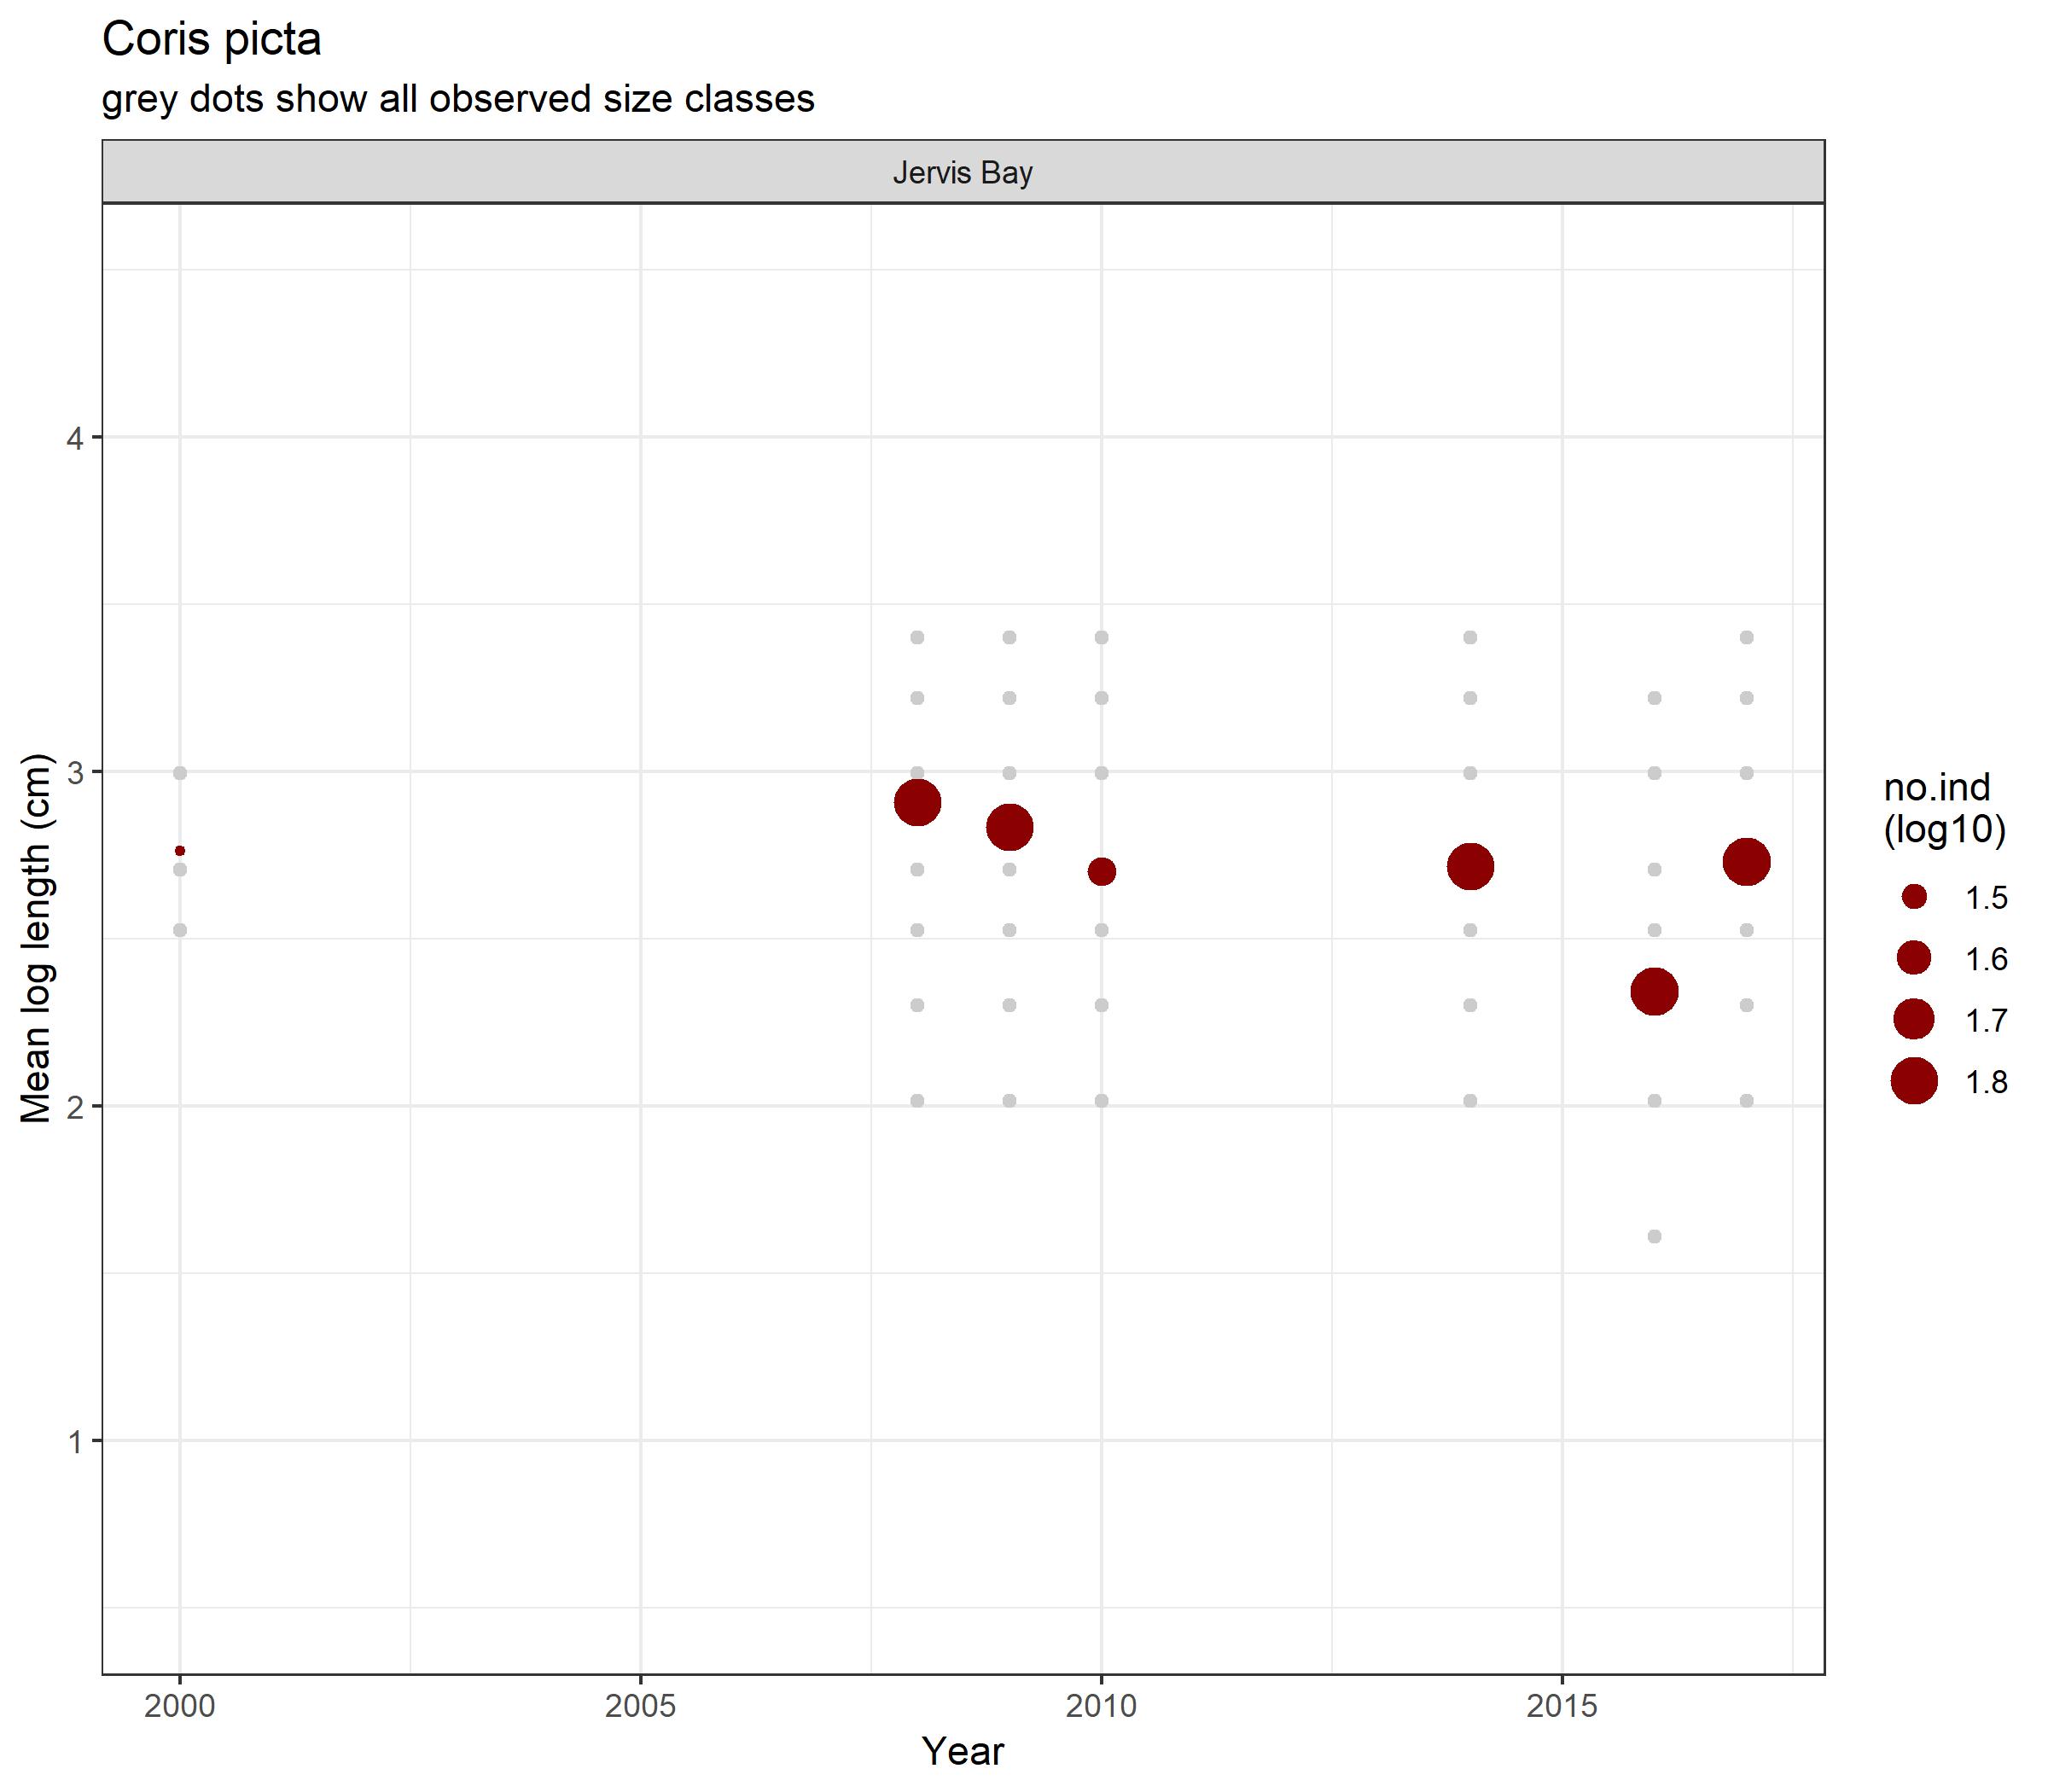 Coris picta
grey dots show all observed size classes
Jervis Bay
Mean log length (cm)
4
3
2
1
2000 2005 2010 2015
Year
no.ind
(log10)
1.5
1.6
1.7
1.8